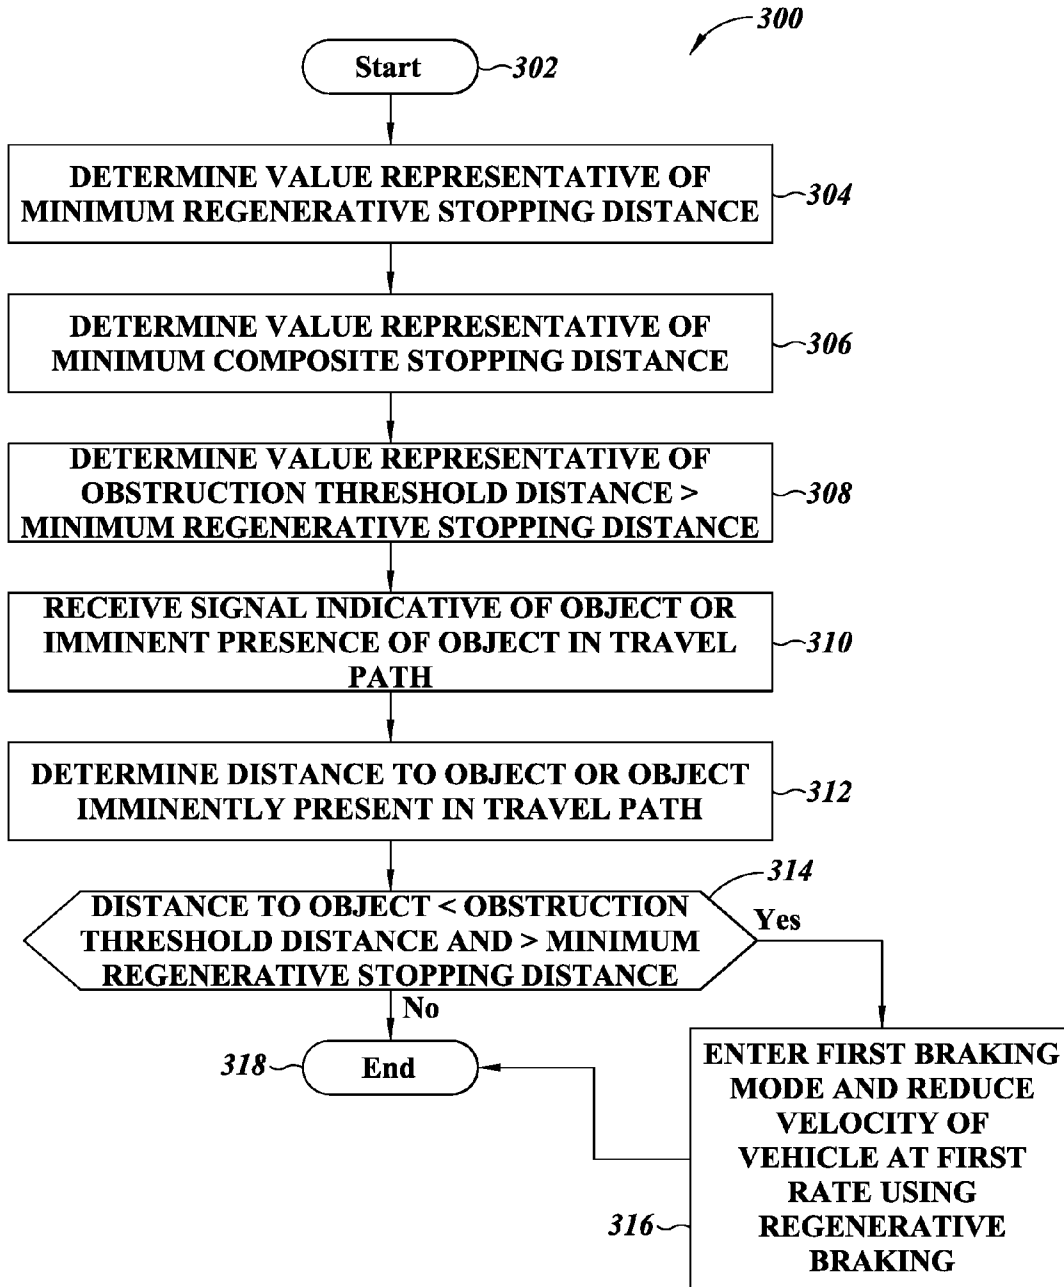 300
Start
302
DETERMINE VALUE REPRESENTATIVE OF
MINIMUM REGENERATIVE STOPPING DISTANCE
304
DETERMINE VALUE REPRESENTATIVE OF
MINIMUM COMPOSITE STOPPING DISTANCE
306
DETERMINE VALUE REPRESENTATIVE OF
OBSTRUCTION THRESHOLD DISTANCE >
MINIMUM REGENERATIVE STOPPING DISTANCE
308
RECEIVE SIGNAL INDICATIVE OF OBJECT OR
IMMINENT PRESENCE OF OBJECT IN TRAVEL
PATH
310
DETERMINE DISTANCE TO OBJECT OR OBJECT
IMMINENTLY PRESENT IN TRAVEL PATH
312
314
DISTANCE TO OBJECT < OBSTRUCTION
THRESHOLD DISTANCE AND > MINIMUM
REGENERATIVE STOPPING DISTANCE
Yes
No
318
End
ENTER FIRST BRAKING
MODE AND REDUCE
VELOCITY OF
VEHICLE AT FIRST
RATE USING
REGENERATIVE
BRAKING
316